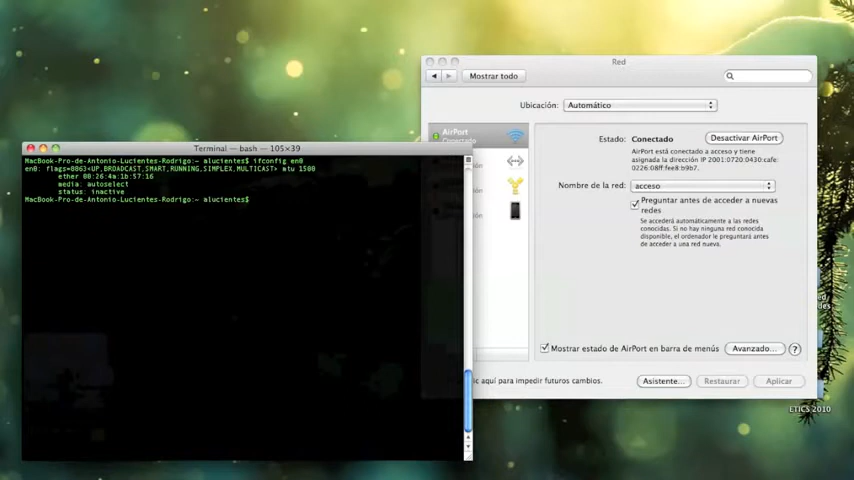 Red
Mostrar todo
Ubicación: Automático
AirPort
Conectado
Estado: Conectado
Desactivar AirPort
AirPort está conectado a acceso y tiene
asignada la dirección IP 2001:0720:0430:cafe:
0226:08ff:fee8:b9b7.
Nombre de la red: acceso
Preguntar antes de acceder a nuevas
redes
Se accederá automáticamente a las redes
conocidas. Si no hay ninguna red conocida
disponible, el ordenador le preguntará antes
de acceder a una red nueva.
Mostrar estado de AirPort en barra de menús
Avanzado...
?
ic aquí para impedir futuros cambios.
Asistente...
Restaurar
Aplicar
Terminal — bash — 105×39
MacBook-Pro-de-Antonio-Lucientes-Rodrigo:~ alucientes$ ifconfig en0
en0: flags=8863<UP,BROADCAST,SMART,RUNNING,SIMPLEX,MULTICAST> mtu 1500
ether 00:26:4a:1b:57:16
media: autoselect
status: inactive
MacBook-Pro-de-Antonio-Lucientes-Rodrigo:~ alucientes$
ETICS 2010